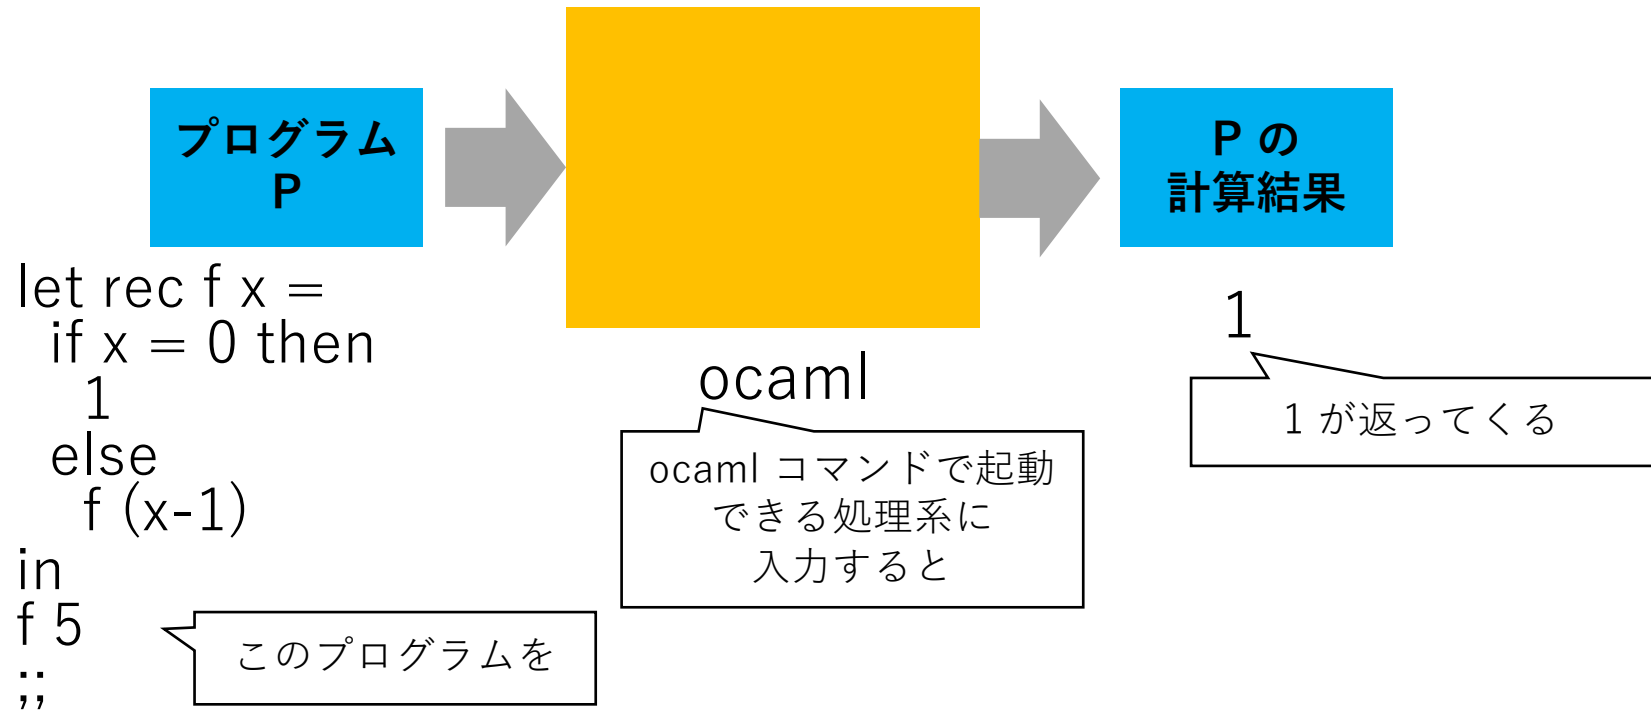 プログラム
P
P の
計算結果
let rec f x =
if x = 0 then
1
else
f (x-1)
in
f 5
;;
このプログラムを
ocaml
ocaml コマンドで起動
できる処理系に
入力すると
1
1 が返ってくる